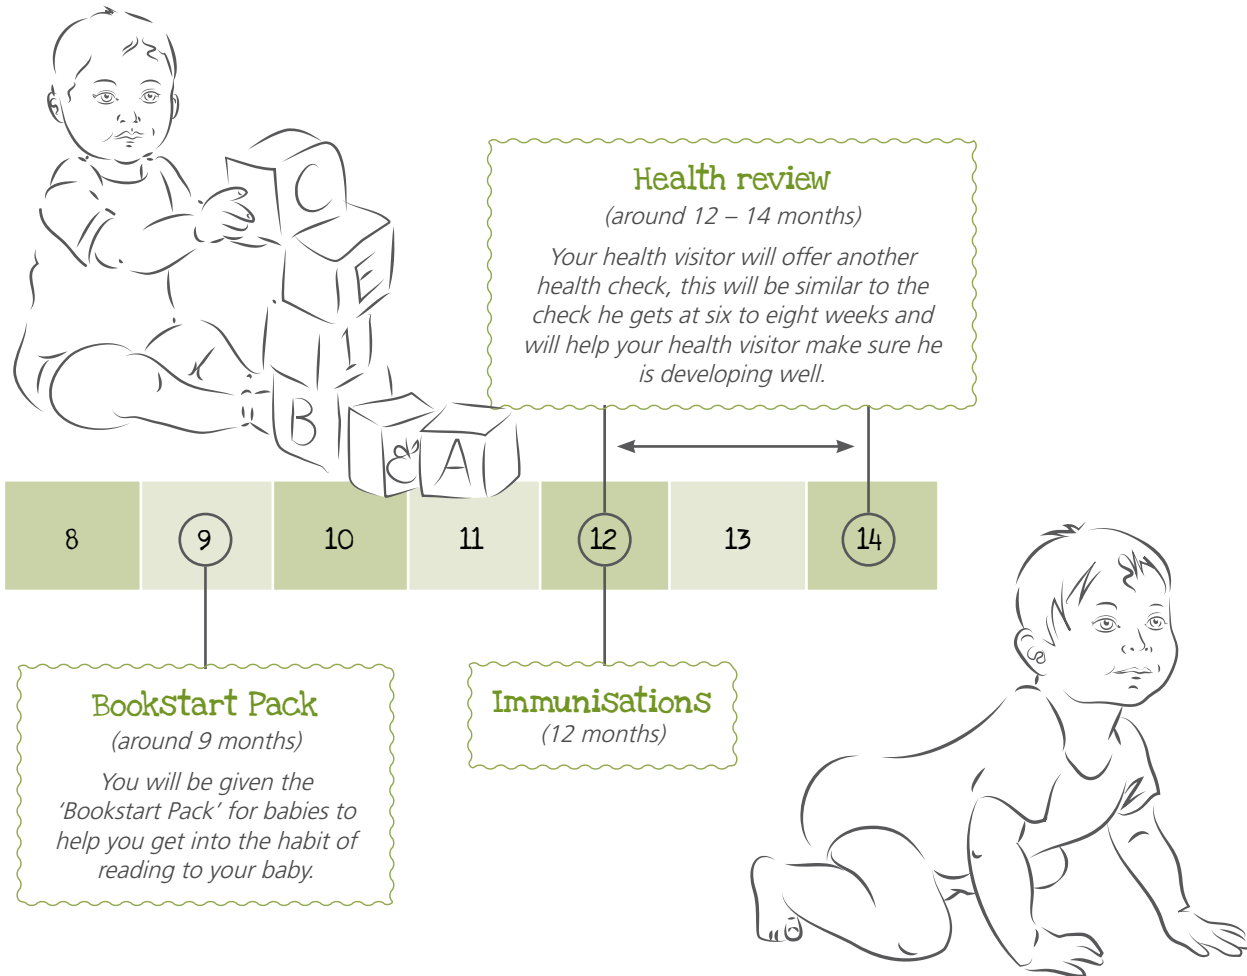 C
E
I
B
A
Health review
(around 12 – 14 months)
Your health visitor will offer another
health check, this will be similar to the
check he gets at six to eight weeks and
will help your health visitor make sure he
is developing well.
8 9 10 11 12 13 14
Bookstart Pack
(around 9 months)
You will be given the
‘Bookstart Pack’ for babies to
help you get into the habit of
reading to your baby.
Immunisations
(12 months)